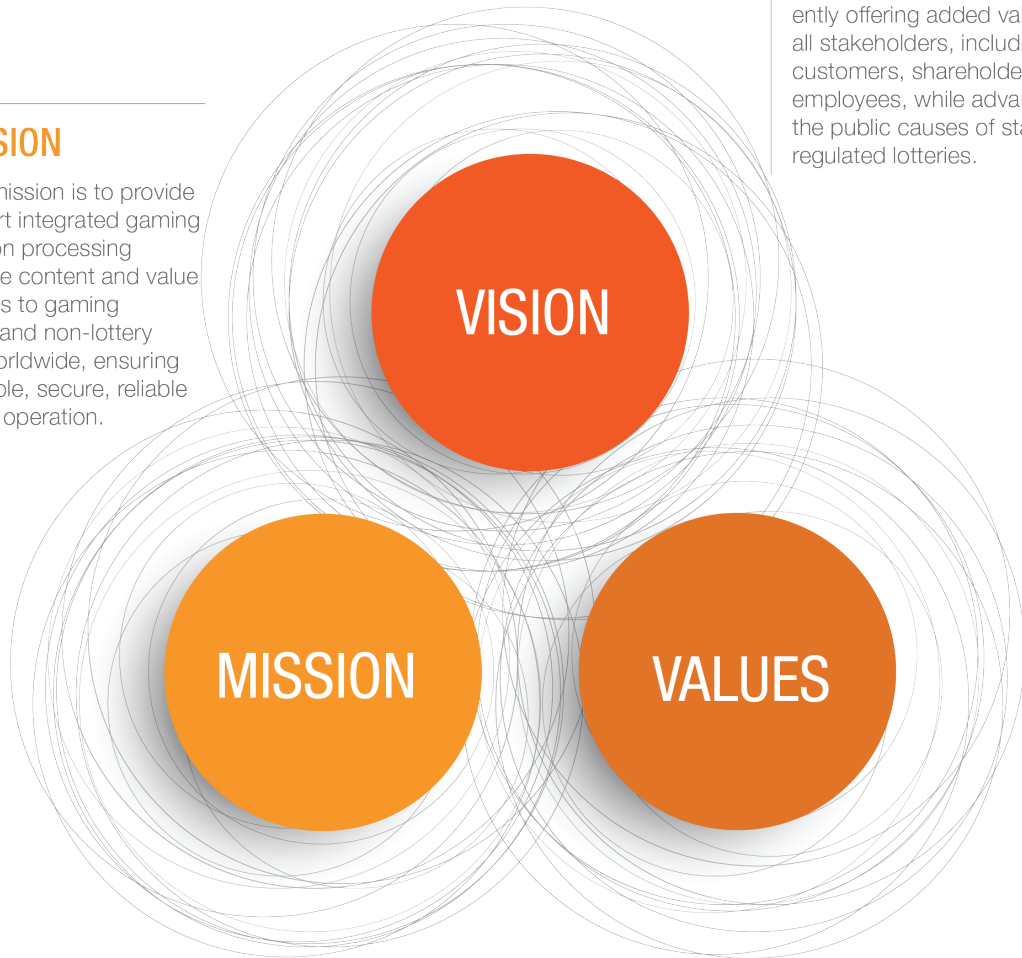 ently offering added val
all stakeholders, includ
customers, shareholde
employees, while adva
the public causes of sta
regulated lotteries.
SION
mission is to provide
rt integrated gaming
on processing
e content and value
s to gaming
and non-lottery
orldwide, ensuring
ble, secure, reliable
operation.
VISION
MISSION
VALUES